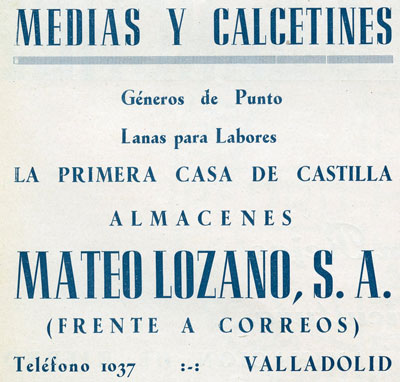 MEDIAS Y CALCETINES
Géneros de Punto
Lanas para Labores
LA PRIMERA CASA DE CASTILLA
ALMACENES
MATEO LOZANO, S. A.
(FRENTE A CORREOS)
Teléfono 1037 :-: VALLADOLID